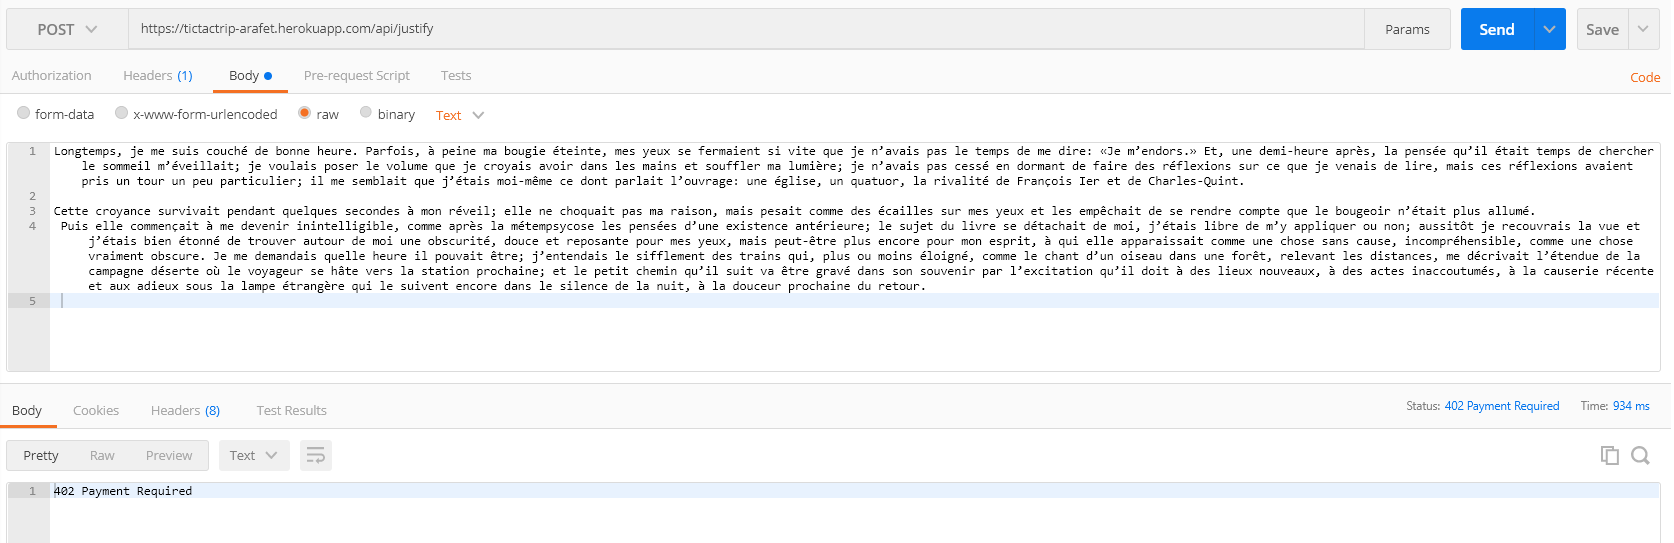 POST https://tictactrip-arafet.herokuapp.com/api/justify Params Send Save
Authorization Headers (1) Body Pre-request Script Tests Code
form-data x-www-form-urlencoded raw binary Text
1 Longtemps, je me suis couché de bonne heure. Parfois, à peine ma bougie éteinte, mes yeux se fermaient si vite que je n’avais pas le temps de me dire: «Je m’endors.» Et, une demi-heure après, la pensée qu’il était temps de chercher
le sommeil m’éveillait; je voulais poser le volume que je croyais avoir dans les mains et souffler ma lumière; je n’avais pas cessé en dormant de faire des réflexions sur ce que je venais de lire, mais ces réflexions avaient
pris un tour un peu particulier; il me semblait que j’étais moi-même ce dont parlait l’ouvrage: une église, un quatuor, la rivalité de François Ier et de Charles-Quint.
2
3 Cette croyance survivait pendant quelques secondes à mon réveil; elle ne choquait pas ma raison, mais pesait comme des écailles sur mes yeux et les empêchait de se rendre compte que le bougeoir n’était plus allumé.
4 Puis elle commençait à me devenir inintelligible, comme après la métempsycose les pensées d’une existence antérieure; le sujet du livre se détachait de moi, j’étais libre de m’y appliquer ou non; aussitôt je recouvrais la vue et
j’étais bien étonné de trouver autour de moi une obscurité, douce et reposante pour mes yeux, mais peut-être plus encore pour mon esprit, à qui elle apparaissait comme une chose sans cause, incompréhensible, comme une chose
vraiment obscure. Je me demandais quelle heure il pouvait être; j’entendais le sifflement des trains qui, plus ou moins éloigné, comme le chant d’un oiseau dans une forêt, relevant les distances, me décrivait l’étendue de la
campagne déserte où le voyageur se hâte vers la station prochaine; et le petit chemin qu’il suit va être gravé dans son souvenir par l’excitation qu’il doit à des lieux nouveaux, à des actes inaccoutumés, à la causerie récente
et aux adieux sous la lampe étrangère qui le suivent encore dans le silence de la nuit, à la douceur prochaine du retour.
5
Body Cookies Headers (8) Test Results Status: 402 Payment Required Time: 934 ms
Pretty Raw Preview Text
1 402 Payment Required